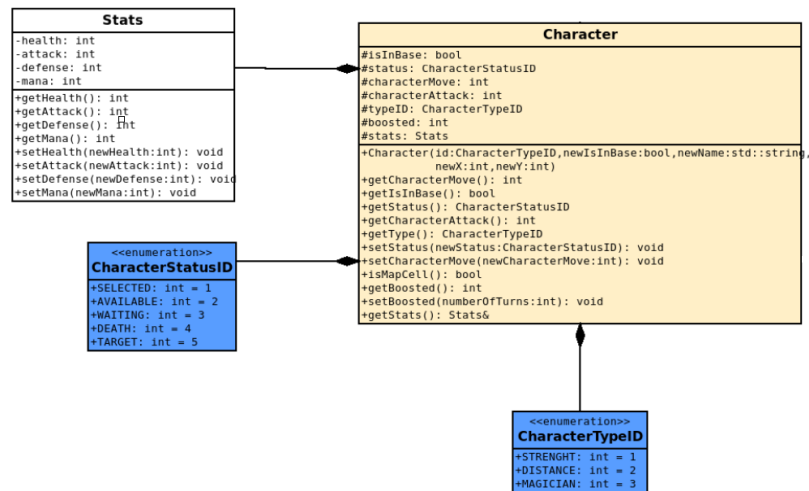 Stats
-health: int
-attack: int
-defense: int
-mana: int
+getHealth(): int
+getAttack(): int
+getDefense(): int
+getMana(): int
+setHealth(newHealth:int): void
+setAttack(newAttack:int): void
+setDefense(newDefense:int): void
+setMana(newMana:int): void
Character
#isInBase: bool
#status: CharacterStatusID
#characterMove: int
#characterAttack: int
#typeID: CharacterTypeID
#boosted: int
#stats: Stats
+Character(id:CharacterTypeID,newIsInBase:bool,newName:std::string,
newX:int,newY:int)
+getCharacterMove(): int
+getIsInBase(): bool
+getStatus(): CharacterStatusID
+getCharacterAttack(): int
+getType(): CharacterTypeID
+setStatus(newStatus:CharacterStatusID): void
+setCharacterMove(newCharacterMove:int): void
+isMapCell(): bool
+getBoosted(): int
+setBoosted(numberOfTurns:int): void
+getStats(): Stats&
<<enumeration>>
CharacterStatusID
+SELECTED: int = 1
+AVAILABLE: int = 2
+WAITING: int = 3
+DEATH: int = 4
+TARGET: int = 5
<<enumeration>>
CharacterTypeID
+STRENGHT: int = 1
+DISTANCE: int = 2
+MAGICIAN: int = 3